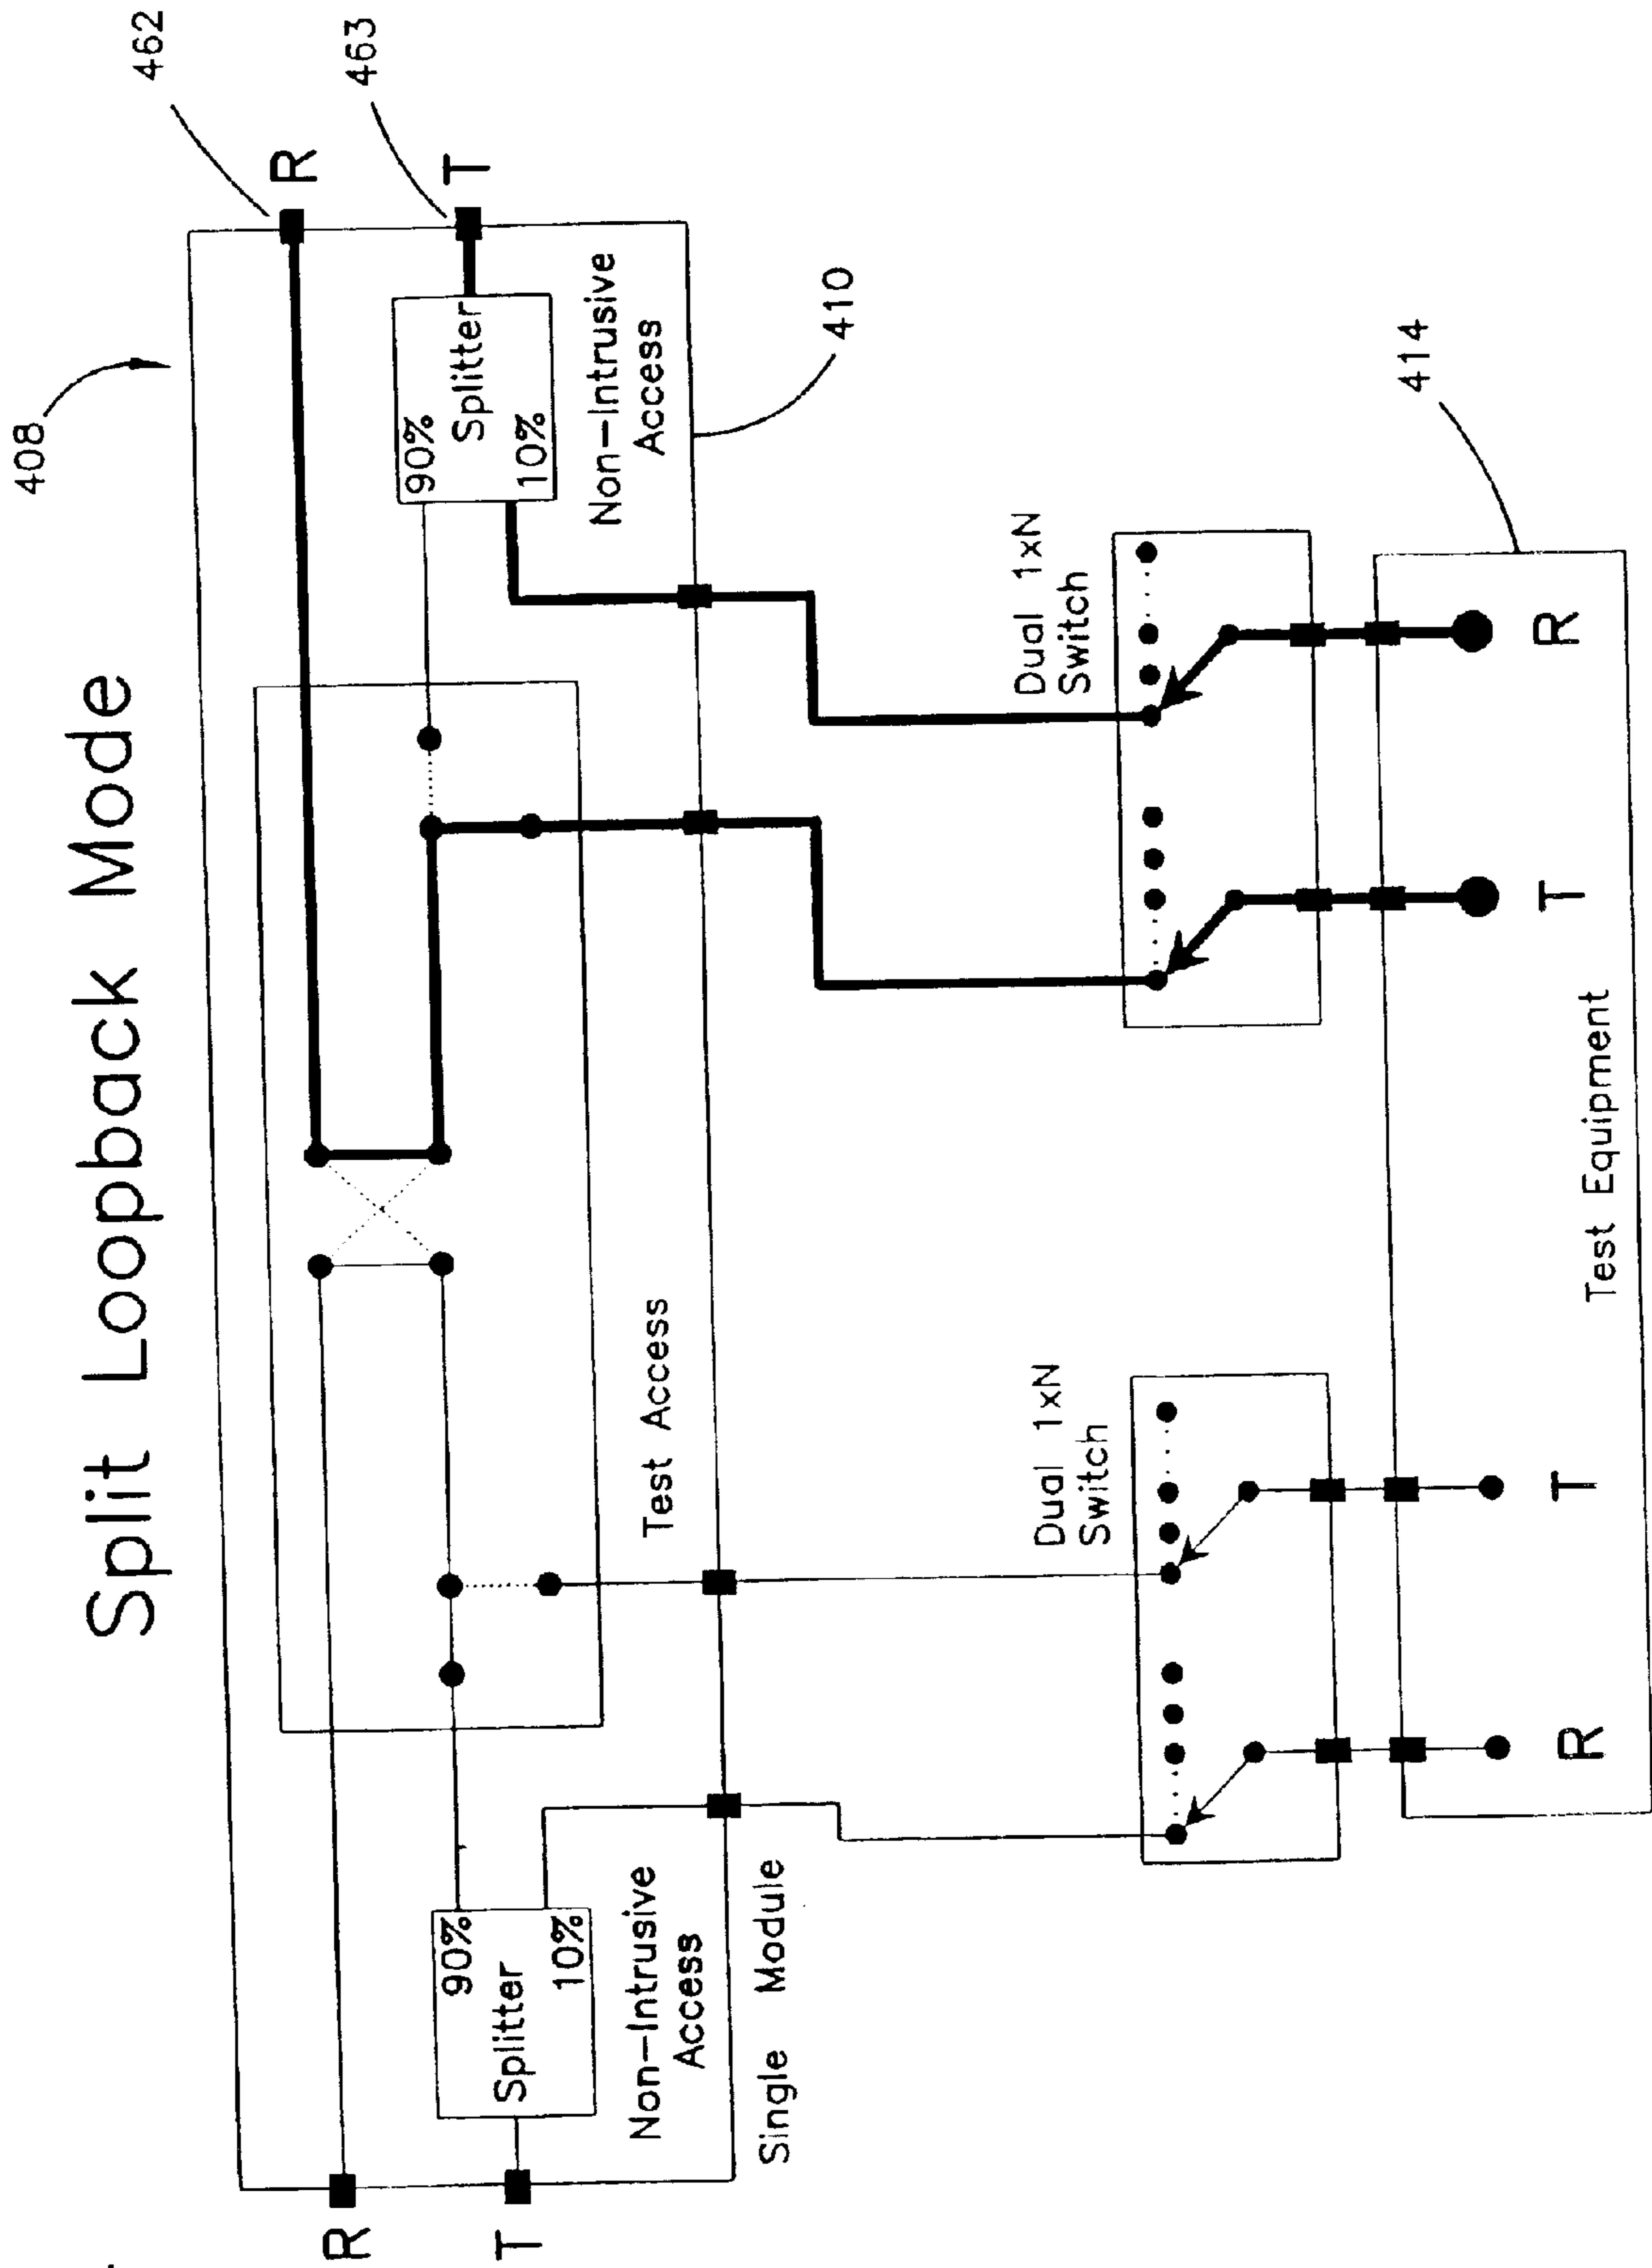 Split Loopback Mode
408
462
463
R
T
R
T
90%
Splitter
10%
90%
Splitter
10%
Non-Intrusive
Access
Non-Intrusive
Access
Test Access
Single Module
410
Dual 1xN
Switch
Dual 1xN
Switch
414
R
T
T
R
Test Equipment